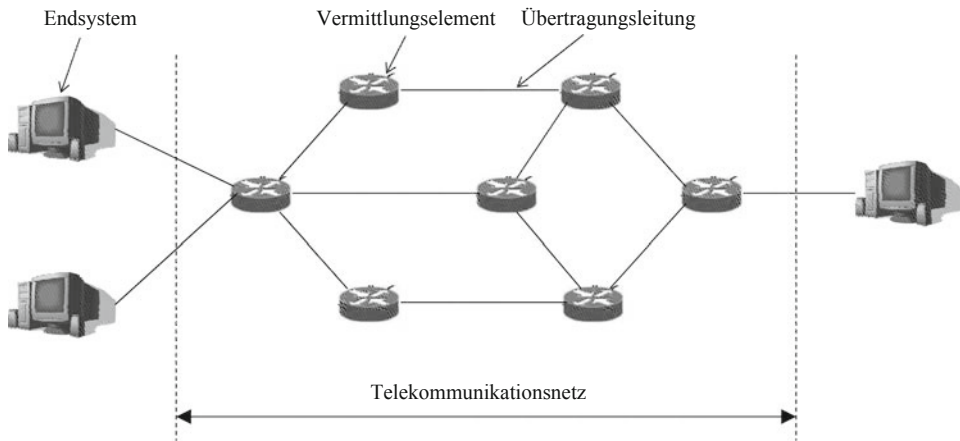 Endsystem
Vermittlungselement
Übertragungsleitung
Telekommunikationsnetz